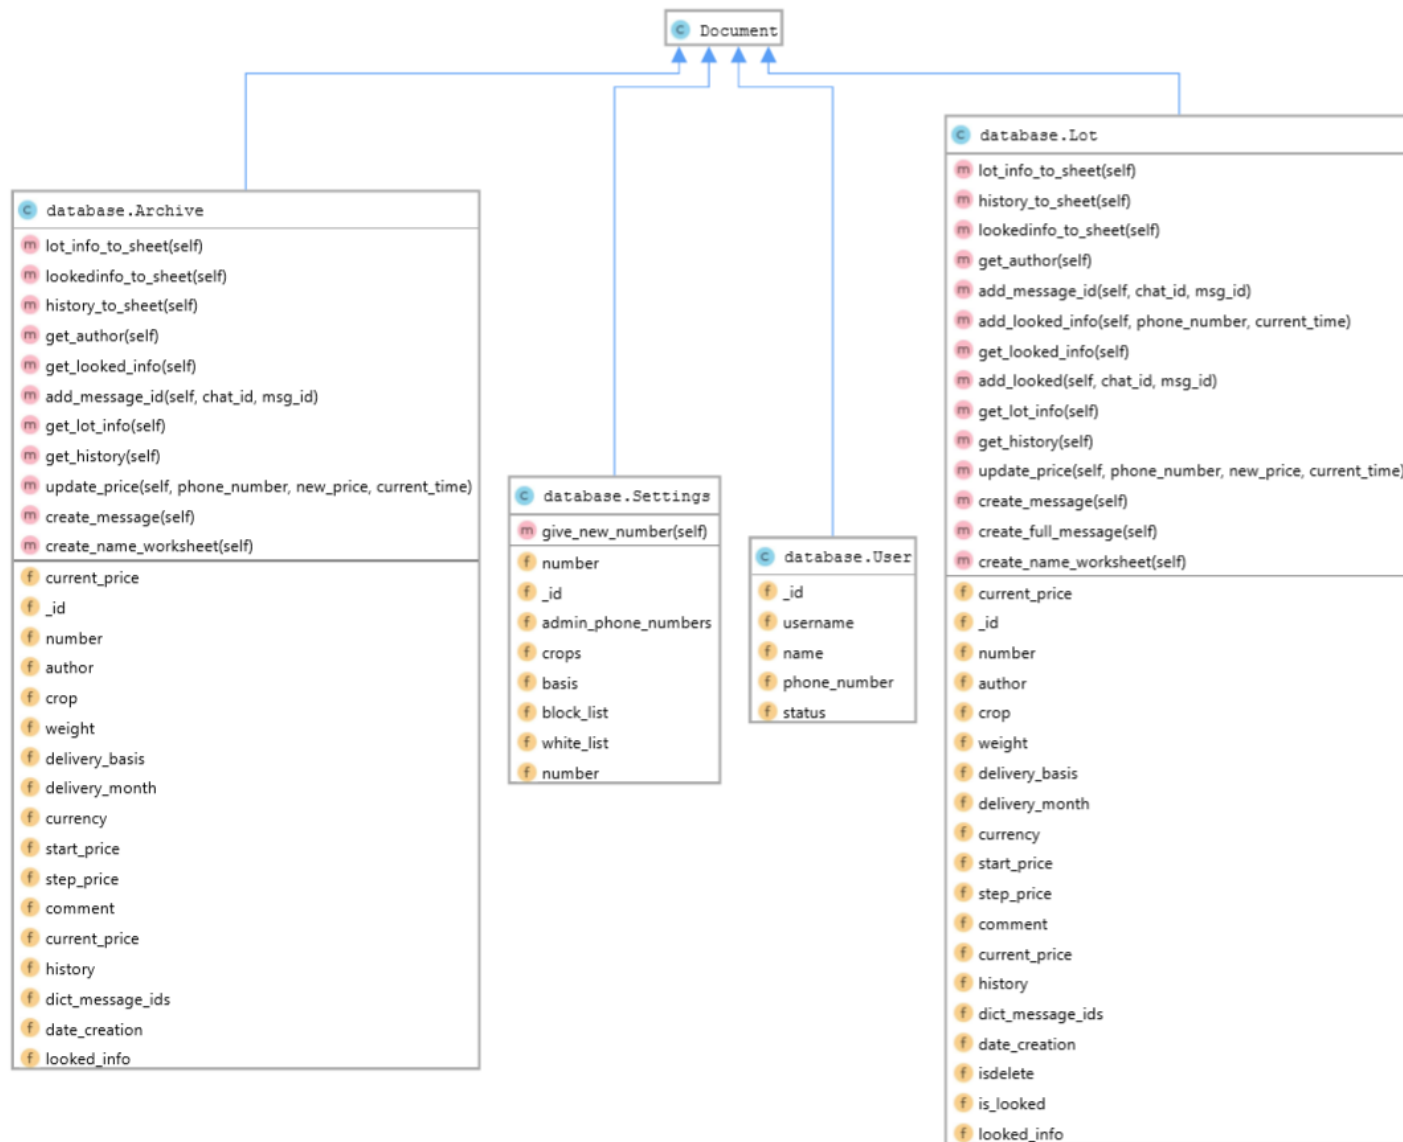 Document
database.Archive
lot_info_to_sheet(self)
lookedinfo_to_sheet(self)
history_to_sheet(self)
get_author(self)
get_looked_info(self)
add_message_id(self, chat_id, msg_id)
get_lot_info(self)
get_history(self)
update_price(self, phone_number, new_price, current_time)
create_message(self)
create_name_worksheet(self)
current_price
_id
number
author
crop
weight
delivery_basis
delivery_month
currency
start_price
step_price
comment
current_price
history
dict_message_ids
date_creation
looked_info
database.Settings
give_new_number(self)
number
_id
admin_phone_numbers
crops
basis
block_list
white_list
number
database.User
_id
username
name
phone_number
status
database.Lot
lot_info_to_sheet(self)
history_to_sheet(self)
lookedinfo_to_sheet(self)
get_author(self)
add_message_id(self, chat_id, msg_id)
add_looked_info(self, phone_number, current_time)
get_looked_info(self)
add_looked(self, chat_id, msg_id)
get_lot_info(self)
get_history(self)
update_price(self, phone_number, new_price, current_time)
create_message(self)
create_full_message(self)
create_name_worksheet(self)
current_price
_id
number
author
crop
weight
delivery_basis
delivery_month
currency
start_price
step_price
comment
current_price
history
dict_message_ids
date_creation
isdelete
is_looked
looked_info